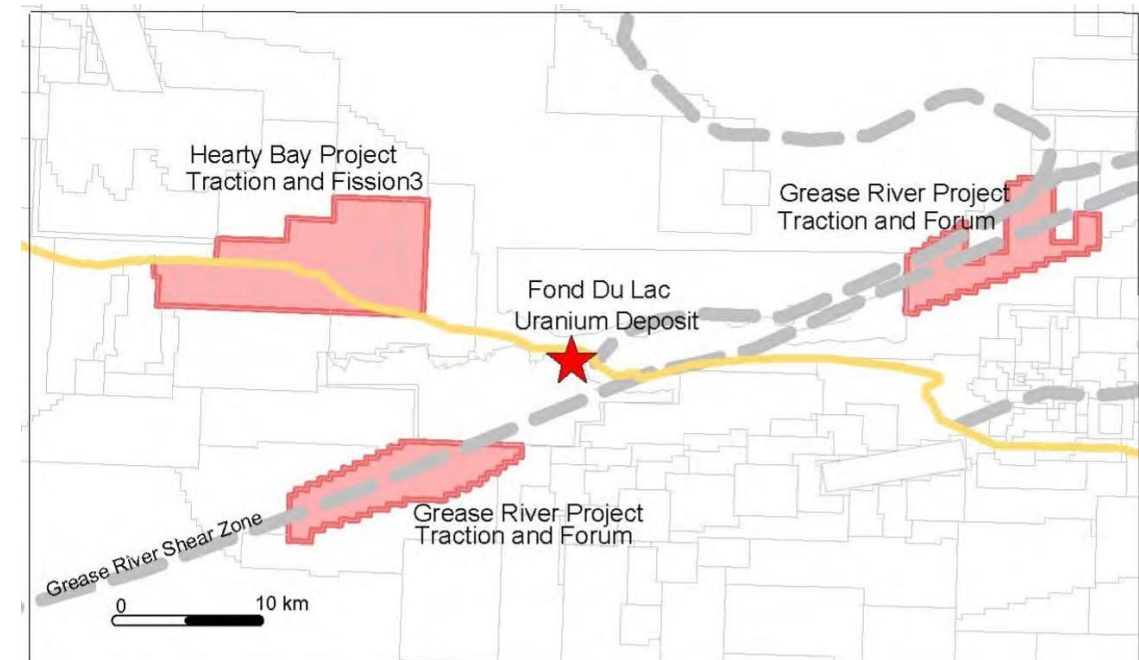 Hearty Bay Project
Traction and Fission3
Grease River Project
Traction and Forum
Fond Du Lac
Uranium Deposit
Grease River Project
Traction and Forum
Grease River Shear Zone
0 10 km